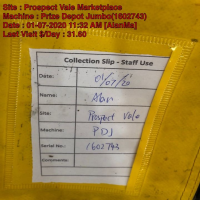 Site : Prospect Vale Marketplace
Machine : Prize Depot Jumbo(1602743)
Date : 01-07-2020 11:32 AM [AlanMa]
Last Visit $/Day : 31.60
Collection Slip - Staff Use
Date: 01/07/20
Name: Alan
Site: Prospect Vale
Machine: PDJ
Serial No.: 1602743
Comments: